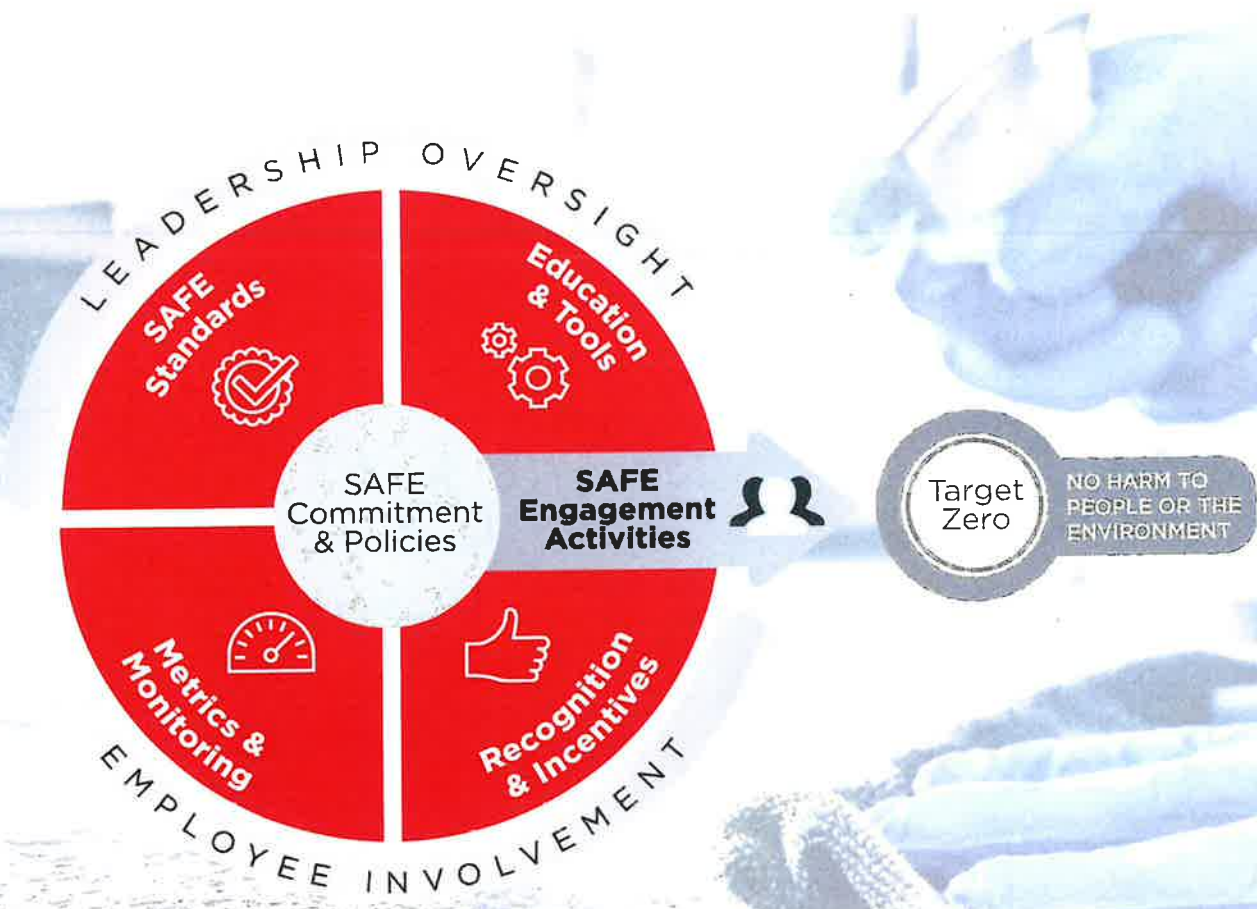 LEADERSHIP OVERSIGHT
SAFE
Standards
Education
& Tools
SAFE
Commitment
& Policies
SAFE
Engagement
Activities
Target
Zero
NO HARM TO
PEOPLE OR THE
ENVIRONMENT
Metrics &
Monitoring
Recognition
& Incentives
EMPLOYEE INVOLVEMENT